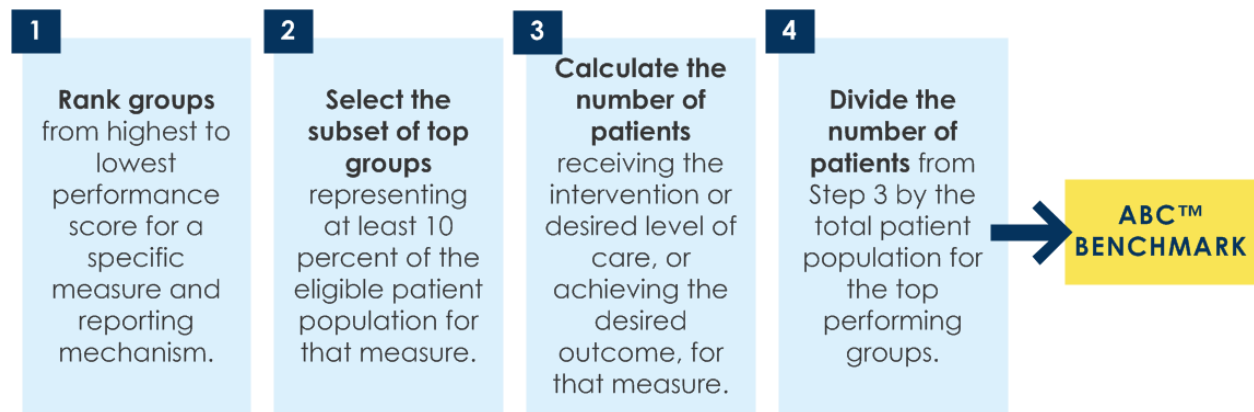 1
Rank groups
from highest to
lowest
performance
score for a
specific
measure and
reporting
mechanism.
2
Select the
subset of top
groups
representing
at least 10
percent of the
eligible patient
population for
that measure.
3
Calculate the
number of
patients
receiving the
intervention or
desired level of
care, or
achieving the
desired
outcome, for
that measure.
4
Divide the
number of
patients from
Step 3 by the
total patient
population for
the top
performing
groups.
ABC™
BENCHMARK